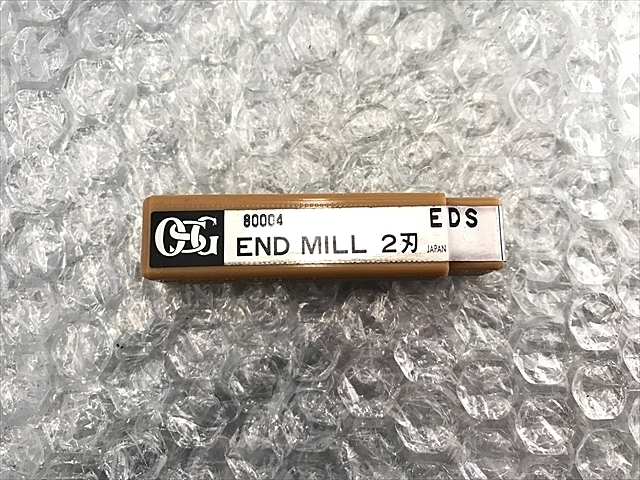 OSG
80004
EDS
END MILL 2刃
JAPAN